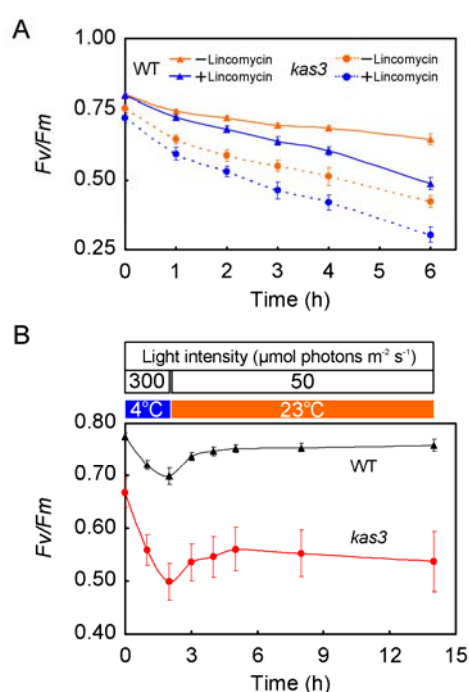 A
1.00
WT
−Lincomycin
+Lincomycin
kas3
−Lincomycin
+Lincomycin
0.75
0.50
0.25
Fv/Fm
0 1 2 3 4 5 6
Time (h)
B
Light intensity (μmol photons m⁻² s⁻¹)
300 50
4°C 23°C
0.80
0.70
0.60
0.50
0.40
Fv/Fm
WT
kas3
0 3 6 9 12 15
Time (h)